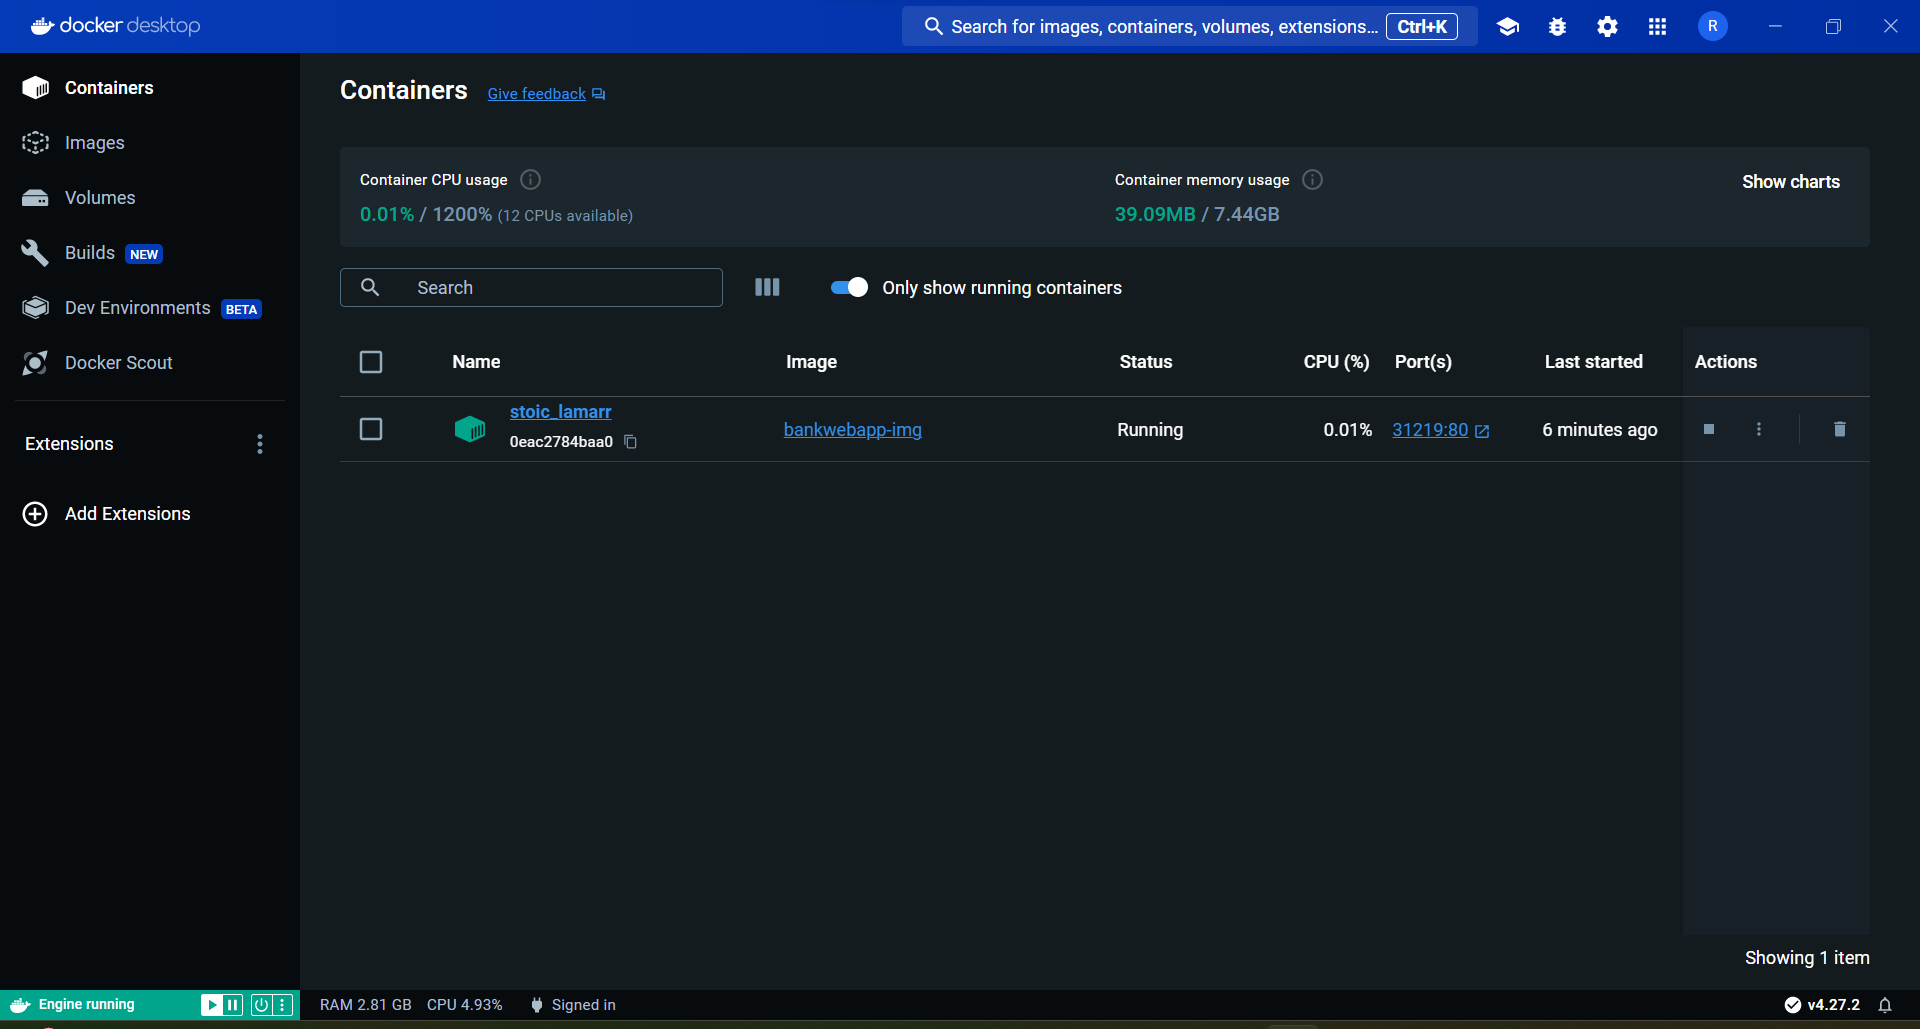 docker desktop
Search for images, containers, volumes, extensions... Ctrl+K
R
Containers
Images
Volumes
Builds NEW
Dev Environments BETA
Docker Scout
Extensions
Add Extensions
Containers Give feedback
Container CPU usage
0.01% / 1200% (12 CPUs available)
Container memory usage
39.09MB / 7.44GB
Show charts
Search
Only show running containers
Name Image Status CPU (%) Port(s) Last started Actions
stoic_lamarr
0eac2784baa0
bankwebapp-img Running 0.01% 31219:80 6 minutes ago
Showing 1 item
Engine running RAM 2.81 GB CPU 4.93% Signed in v4.27.2